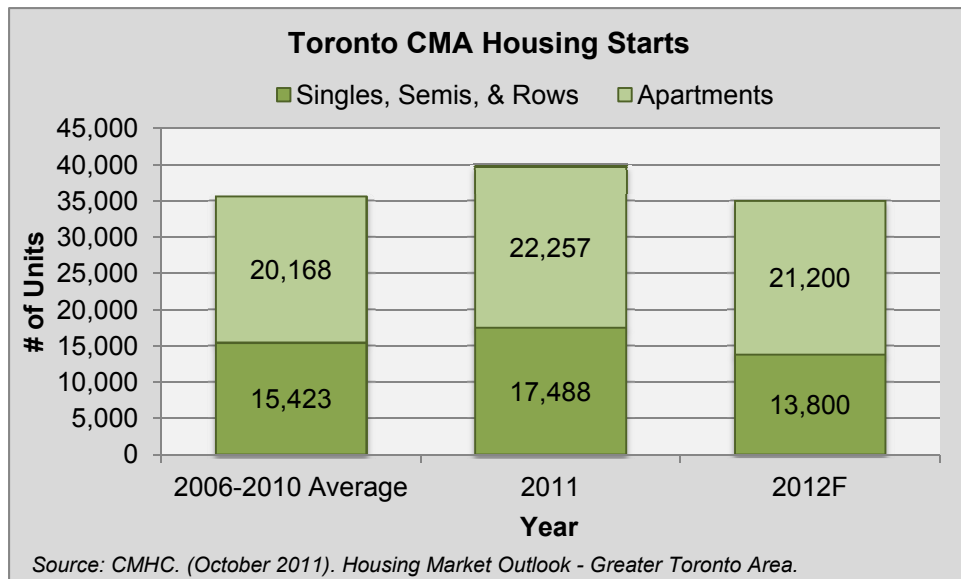 Toronto CMA Housing Starts
Singles, Semis, & Rows Apartments
45,000
40,000
35,000
30,000
25,000
20,000
15,000
10,000
5,000
0
# of Units
20,168
22,257
21,200
15,423
17,488
13,800
2006-2010 Average 2011 2012F
Year
Source: CMHC. (October 2011). Housing Market Outlook - Greater Toronto Area.